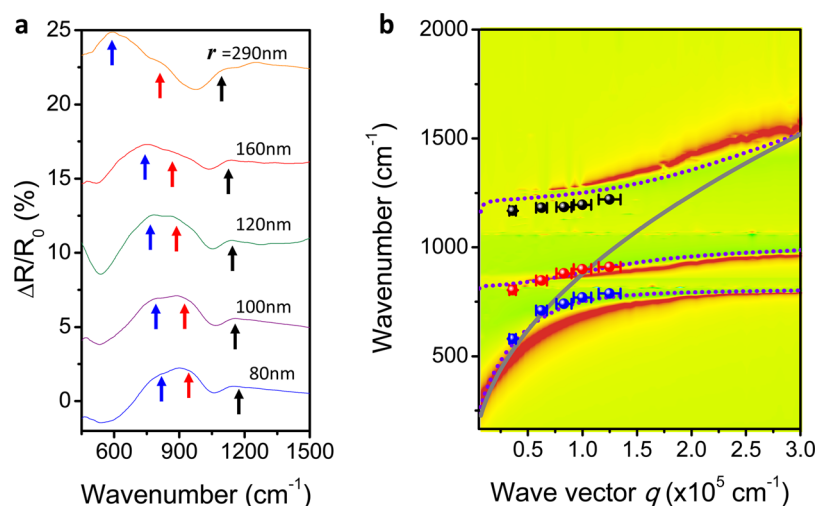 a
25
20
15
10
5
0
ΔR/R0 (%)
r =290nm
160nm
120nm
100nm
80nm
600 900 1200 1500
Wavenumber (cm-1)
b
2000
1500
1000
500
Wavenumber (cm-1)
0.5 1.0 1.5 2.0 2.5 3.0
Wave vector q (x105 cm-1)